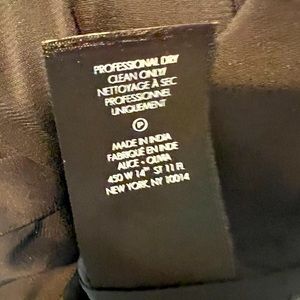 PROFESSIONAL DRY
CLEAN ONLY/
NETTOYAGE À SEC
PROFESSIONNEL
UNIQUEMENT
P
MADE IN INDIA
FABRIQUÉ EN INDE
ALICE + OLIVIA
450 W 14TH ST 11 FL
NEW YORK, NY 10014